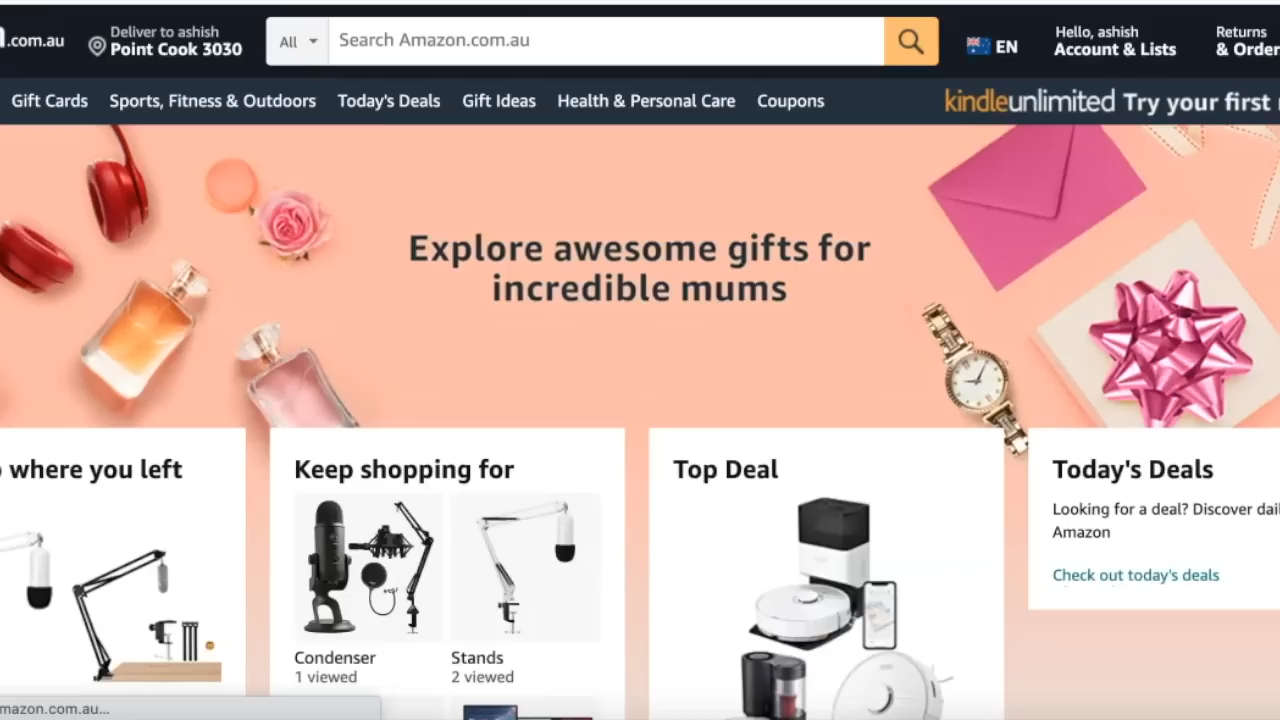 .com.au
Deliver to ashish
Point Cook 3030
All
Search Amazon.com.au
EN
Hello, ashish
Account & Lists
Returns
& Order
Gift Cards
Sports, Fitness & Outdoors
Today's Deals
Gift Ideas
Health & Personal Care
Coupons
kindleunlimited Try your first
Explore awesome gifts for
incredible mums
where you left
Keep shopping for
Condenser
1 viewed
Stands
2 viewed
Top Deal
Today's Deals
Looking for a deal? Discover dai
Amazon
Check out today's deals
mazon.com.au...